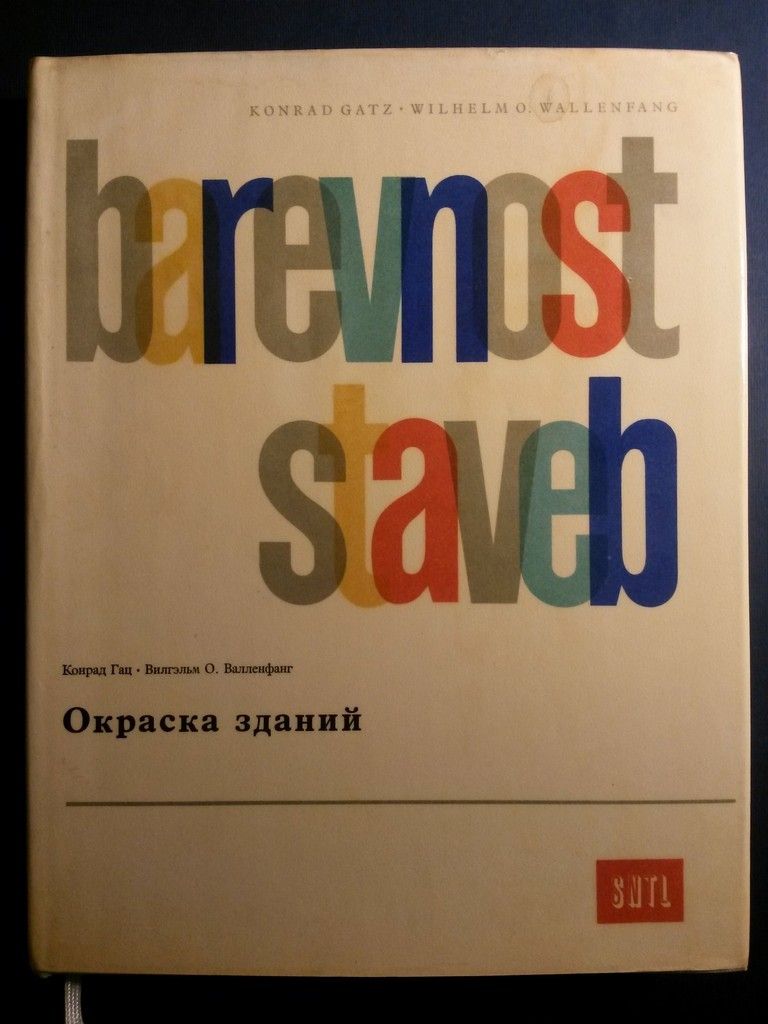 KONRAD GATZ · WILHELM O. WALLENFANG
barevnost
staveb
Конрад Гац · Вилгэльм О. Валленфанг
Окраска зданий
SNTL